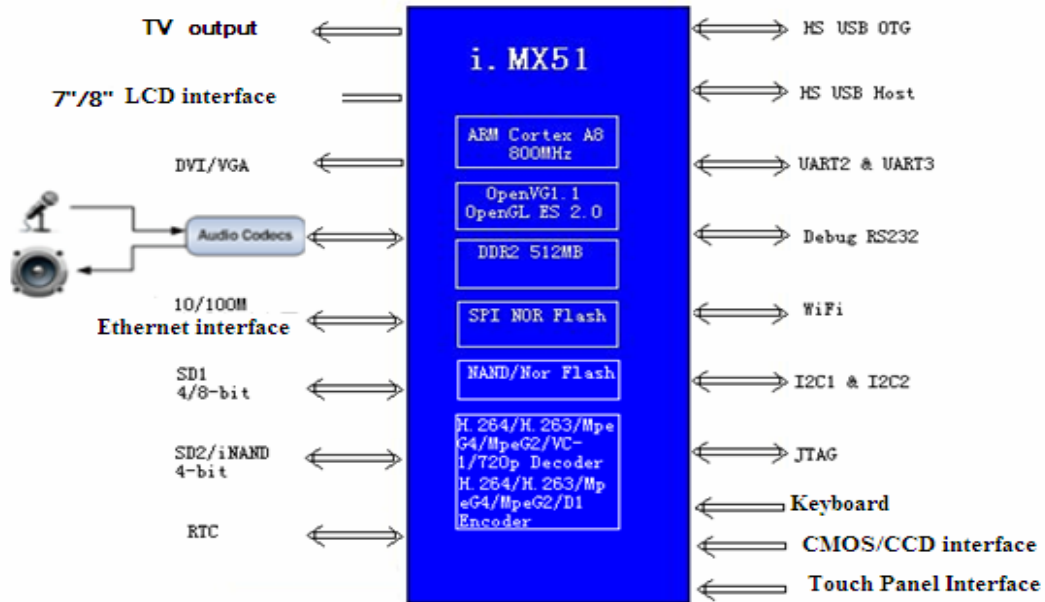 TV output
7"/8" LCD interface
DVI/VGA
Audio Codecs
10/100M
Ethernet interface
SD1
4/8-bit
SD2/iNAND
4-bit
RTC
i.MX51
ARM Cortex A8
800MHz
OpenVG1.1
OpenGL ES 2.0
DDR2 512MB
SPI NOR Flash
NAND/Nor Flash
H.264/H.263/Mpe
G4/MpeG2/VC-
1/720p Decoder
H.264/H.263/Mp
eG4/MpeG2/D1
Encoder
HS USB OTG
HS USB Host
UART2 & UART3
Debug RS232
WiFi
I2C1 & I2C2
JTAG
Keyboard
CMOS/CCD interface
Touch Panel Interface